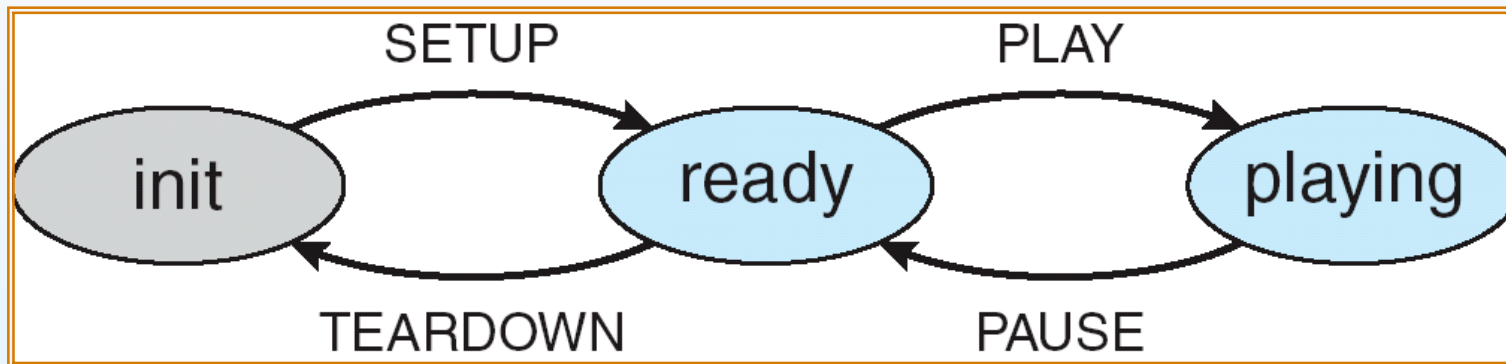 SETUP
PLAY
init
ready
playing
TEARDOWN
PAUSE